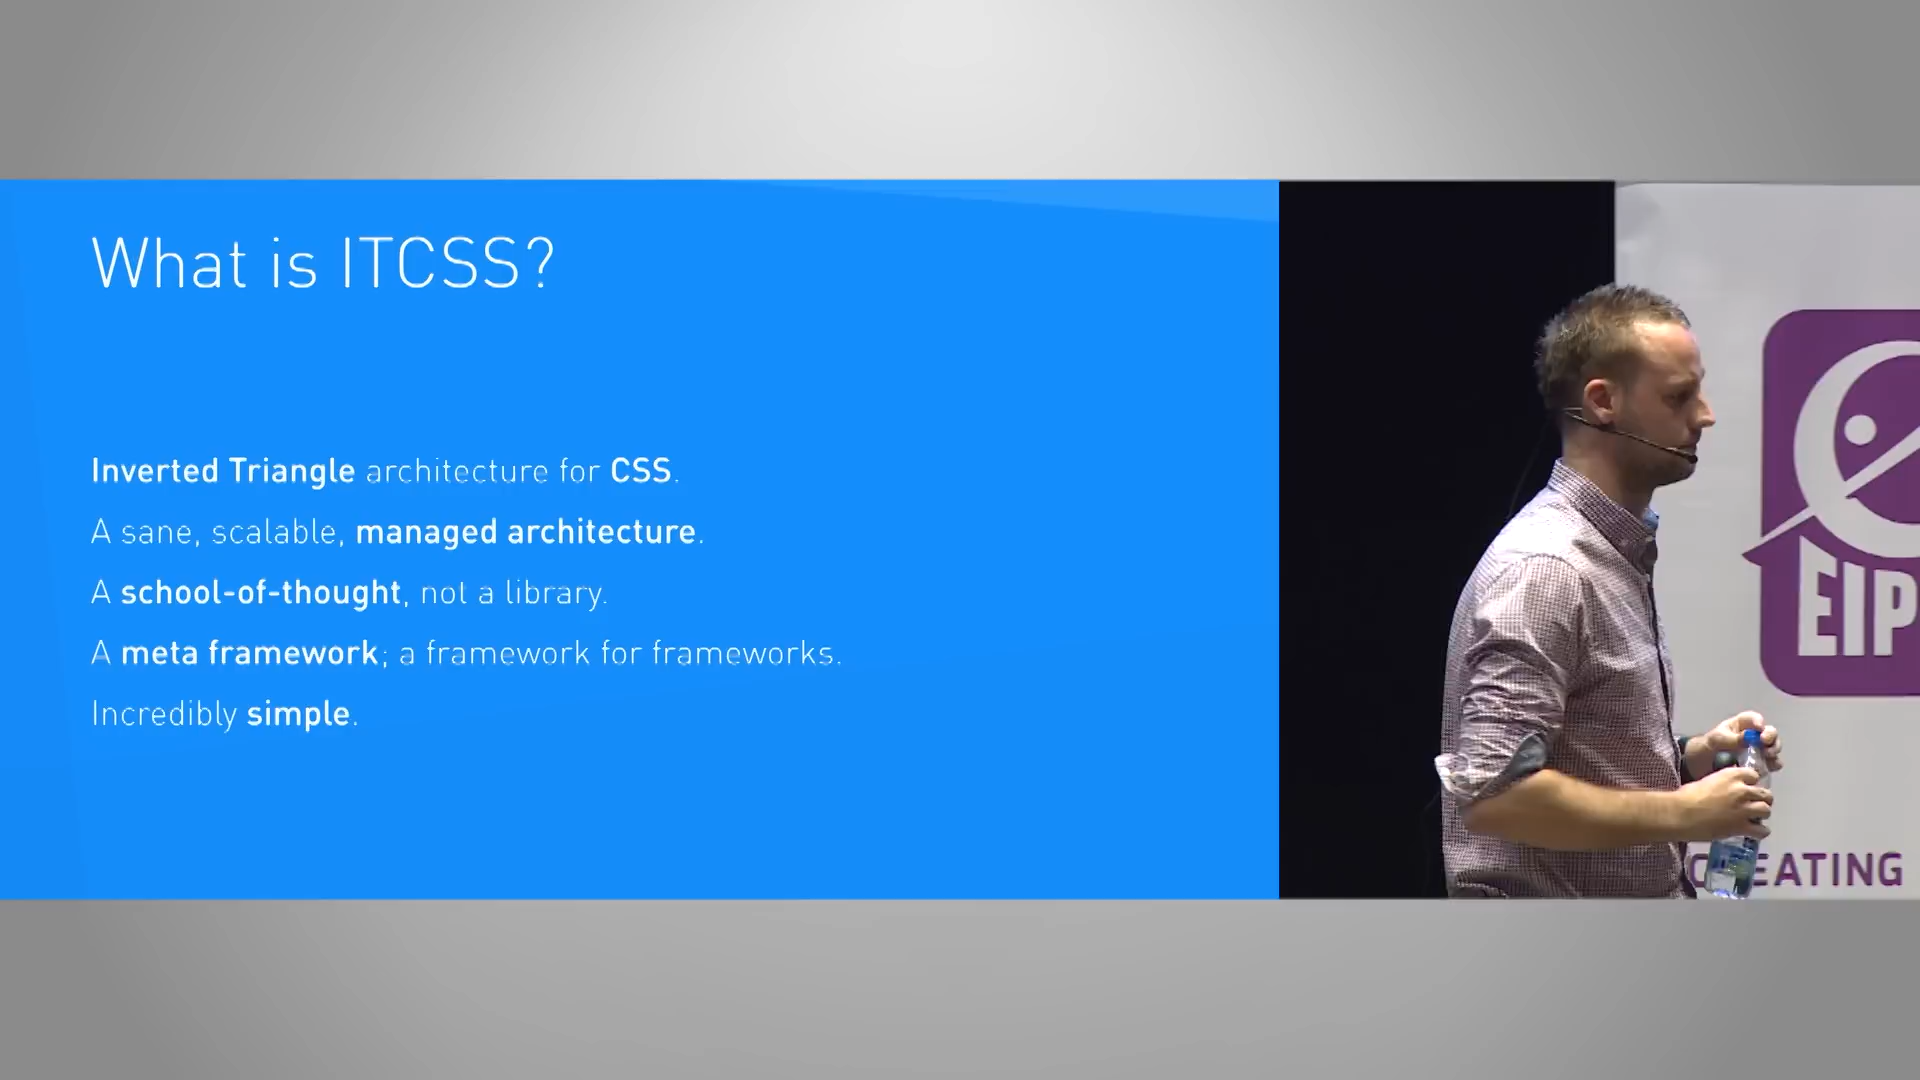 What is ITCSS?
Inverted Triangle architecture for CSS.
A sane, scalable, managed architecture.
A school-of-thought, not a library.
A meta framework; a framework for frameworks.
Incredibly simple.
EIP
EATING